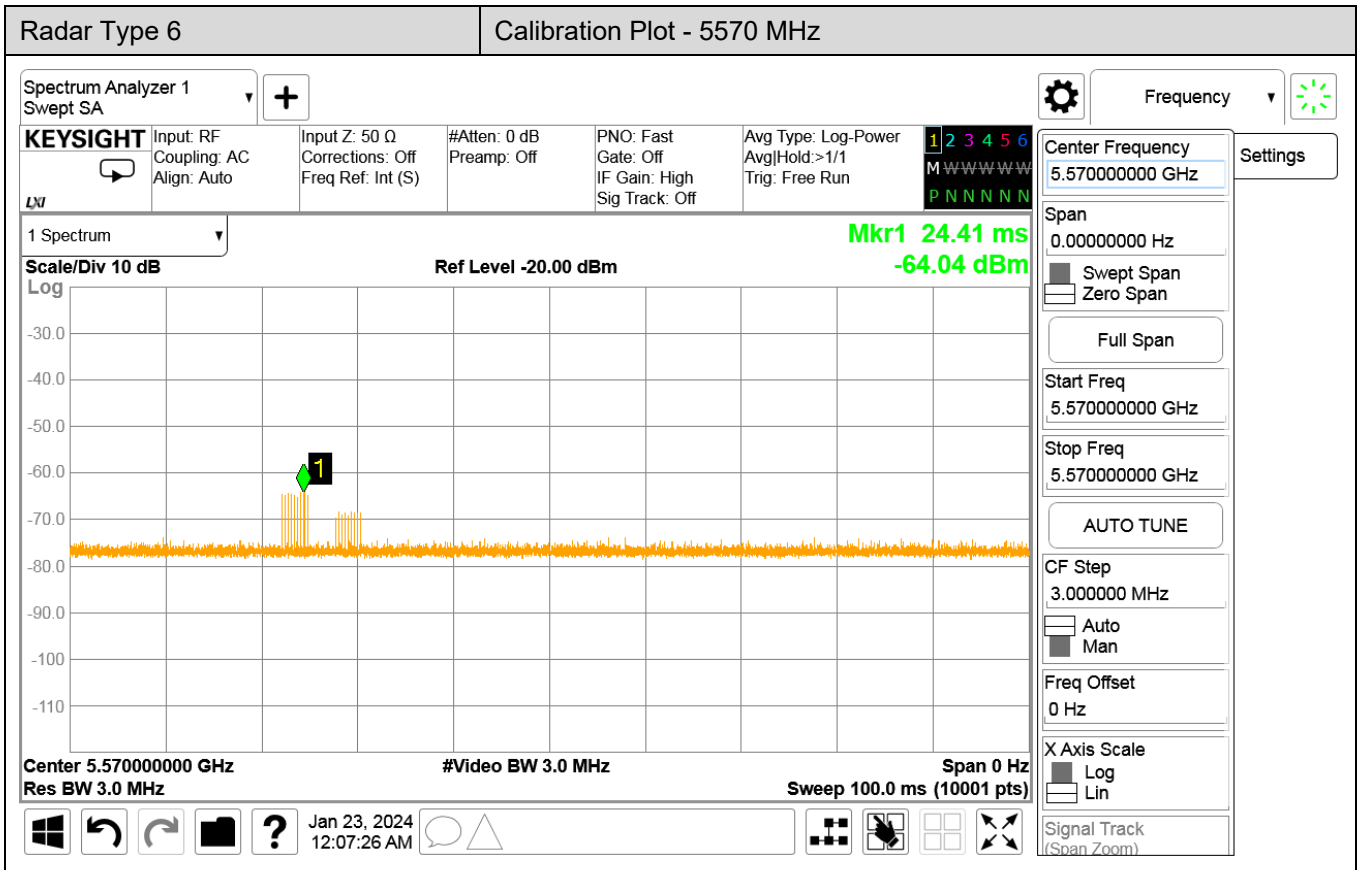 Radar Type 6
Calibration Plot - 5570 MHz
Spectrum Analyzer 1
Swept SA
Frequency
KEYSIGHT
LXI
Input: RF
Coupling: AC
Align: Auto
Input Z: 50 Ω
Corrections: Off
Freq Ref: Int (S)
#Atten: 0 dB
Preamp: Off
PNO: Fast
Gate: Off
IF Gain: High
Sig Track: Off
Avg Type: Log-Power
Avg|Hold:>1/1
Trig: Free Run
1 2 3 4 5 6
M W W W W W
P N N N N N
1 Spectrum
Scale/Div 10 dB
Log
Ref Level -20.00 dBm
Mkr1 24.41 ms
-64.04 dBm
-30.0
-40.0
-50.0
-60.0
-70.0
-80.0
-90.0
-100
-110
1
Center 5.570000000 GHz
Res BW 3.0 MHz
#Video BW 3.0 MHz
Span 0 Hz
Sweep 100.0 ms (10001 pts)
Center Frequency
5.570000000 GHz
Settings
Span
0.00000000 Hz
Swept Span
Zero Span
Full Span
Start Freq
5.570000000 GHz
Stop Freq
5.570000000 GHz
AUTO TUNE
CF Step
3.000000 MHz
Auto
Man
Freq Offset
0 Hz
X Axis Scale
Log
Lin
Signal Track
(Span Zoom)
?
Jan 23, 2024
12:07:26 AM